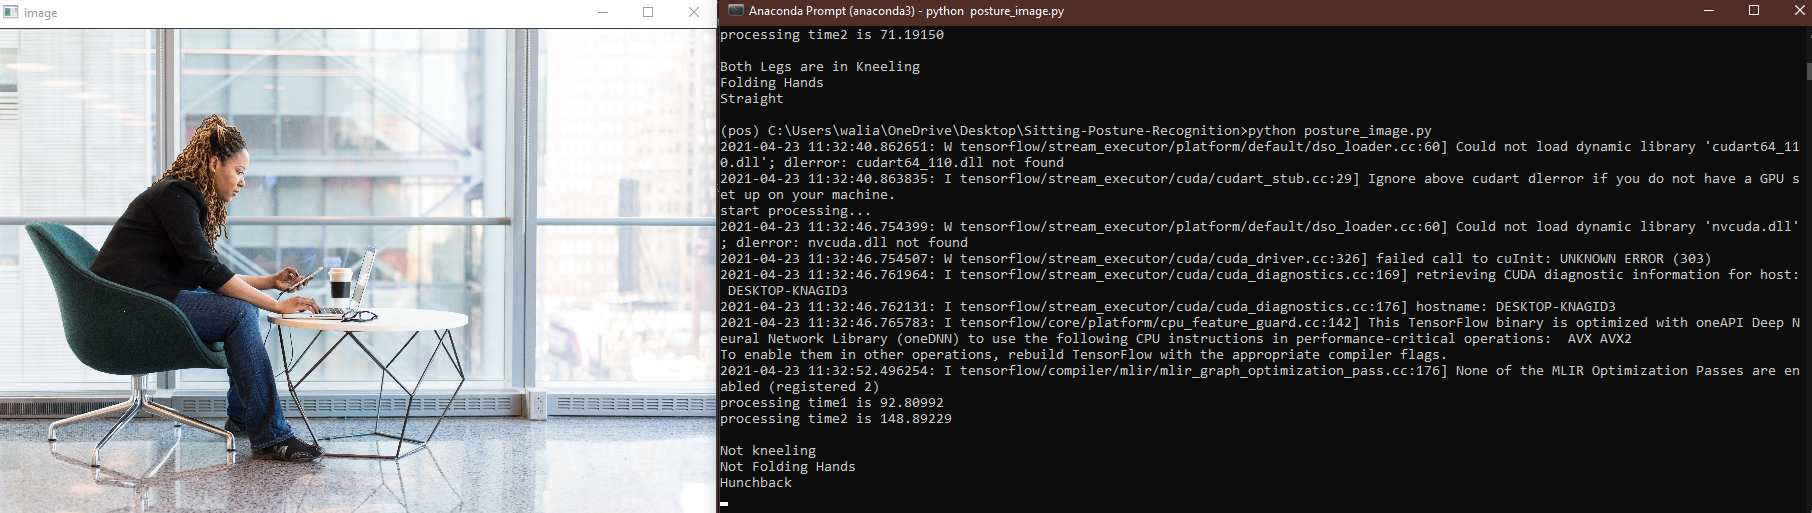 image
Anaconda Prompt (anaconda3) - python  posture_image.py
processing time2 is 71.19150
Both Legs are in Kneeling
Folding Hands
Straight
(pos) C:\Users\walia\OneDrive\Desktop\Sitting-Posture-Recognition>python posture_image.py
2021-04-23 11:32:40.862651: W tensorflow/stream_executor/platform/default/dso_loader.cc:60] Could not load dynamic library 'cudart64_11
0.dll'; dlerror: cudart64_110.dll not found
2021-04-23 11:32:40.863835: I tensorflow/stream_executor/cuda/cudart_stub.cc:29] Ignore above cudart dlerror if you do not have a GPU s
et up on your machine.
start processing...
2021-04-23 11:32:46.754399: W tensorflow/stream_executor/platform/default/dso_loader.cc:60] Could not load dynamic library 'nvcuda.dll'
; dlerror: nvcuda.dll not found
2021-04-23 11:32:46.754507: W tensorflow/stream_executor/cuda/cuda_driver.cc:326] failed call to cuInit: UNKNOWN ERROR (303)
2021-04-23 11:32:46.761964: I tensorflow/stream_executor/cuda/cuda_diagnostics.cc:169] retrieving CUDA diagnostic information for host:
 DESKTOP-KNAGID3
2021-04-23 11:32:46.762131: I tensorflow/stream_executor/cuda/cuda_diagnostics.cc:176] hostname: DESKTOP-KNAGID3
2021-04-23 11:32:46.765783: I tensorflow/core/platform/cpu_feature_guard.cc:142] This TensorFlow binary is optimized with oneAPI Deep N
eural Network Library (oneDNN) to use the following CPU instructions in performance-critical operations:  AVX AVX2
To enable them in other operations, rebuild TensorFlow with the appropriate compiler flags.
2021-04-23 11:32:52.496254: I tensorflow/compiler/mlir/mlir_graph_optimization_pass.cc:176] None of the MLIR Optimization Passes are en
abled (registered 2)
processing time1 is 92.80992
processing time2 is 148.89229
Not kneeling
Not Folding Hands
Hunchback